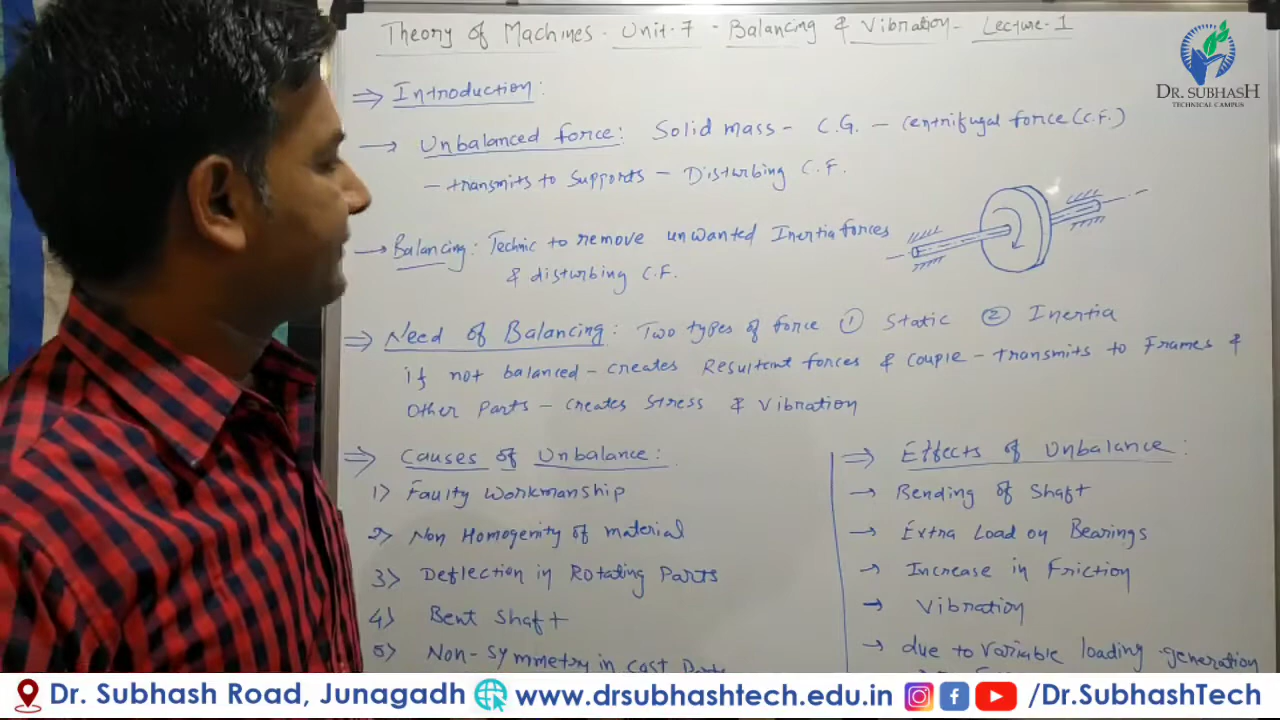 Theory of Machines - Unit-7 - Balancing & Vibration - Lecture-1
DR. SUBHASH
TECHNICAL CAMPUS
⇒ Introduction:
→ Unbalanced force: Solid mass - C.G. - centrifugal force (C.F.)
- transmits to supports - Disturbing C.F.
→ Balancing: Technic to remove unwanted Inertia forces
& disturbing C.F.
⇒ Need of Balancing: Two types of force ① Static ② Inertia
if not balanced - creates Resultant forces & couple - transmits to Frames &
Other Parts - creates Stress & Vibration
⇒ Causes of Unbalance:
1) Faulty Workmanship
2) Non Homogenity of material
3) Deflection in Rotating Parts
4) Bent Shaft
5) Non-Symmetry in cast Parts
⇒ Effects of Unbalance:
→ Bending of Shaft
→ Extra Load on Bearings
→ Increase in Friction
→ Vibration
→ due to variable loading generation
Dr. Subhash Road, Junagadh www.drsubhashtech.edu.in /Dr.SubhashTech